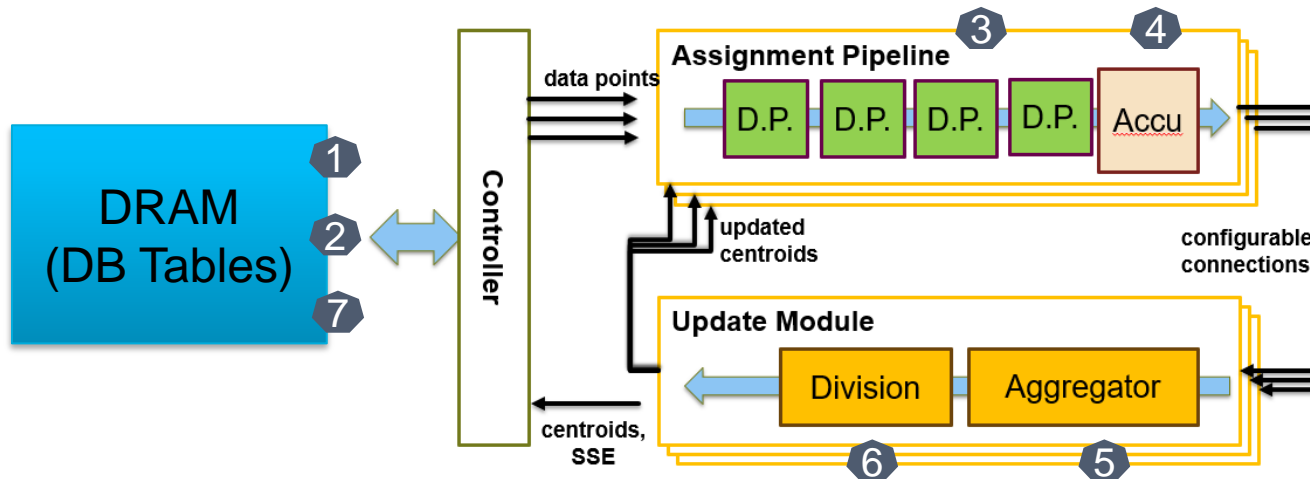 3
4
Assignment Pipeline
data points
D.P.
D.P.
D.P.
D.P.
Accu
1
DRAM
(DB Tables)
2
7
Controller
updated
centroids
configurable
connections
Update Module
Division
Aggregator
centroids,
SSE
6
5